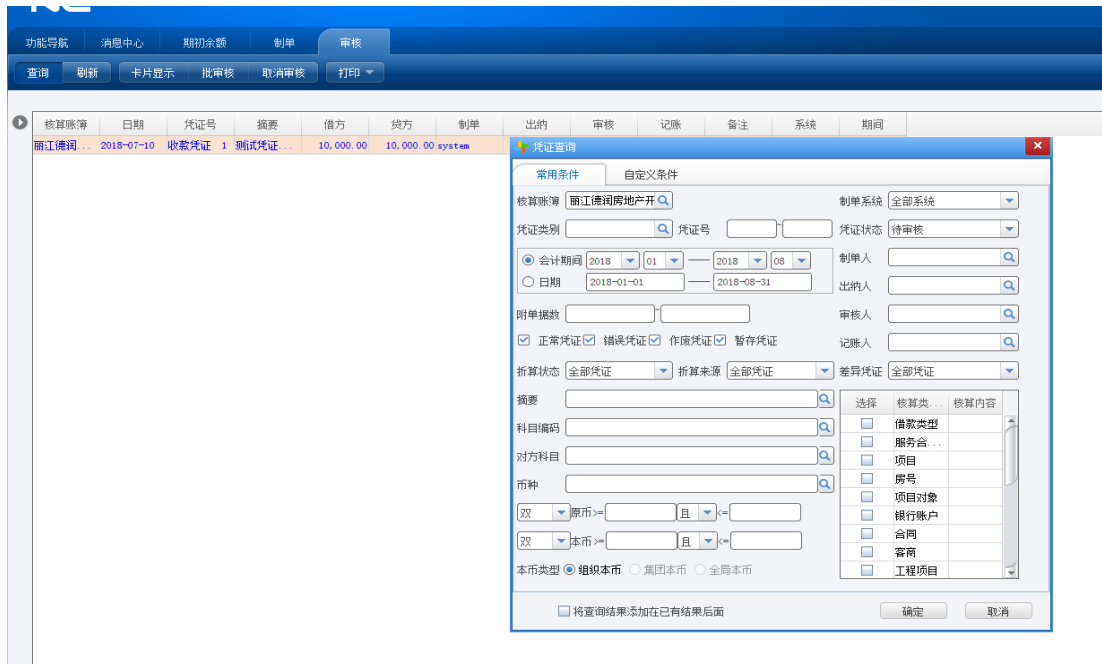 功能导航 消息中心 期初余额 制单 审核
查询 刷新 卡片显示 批审核 取消审核 打印
核算账簿 日期 凭证号 摘要 借方 贷方 制单 出纳 审核 记账 备注 系统 期间
丽江德润... 2018-07-10 收款凭证 1 测试凭证... 10,000.00 10,000.00 system
凭证查询
常用条件 自定义条件
核算账簿 丽江德润房地产开 制单系统 全部系统
凭证类别 凭证号 ~ 凭证状态 待审核
会计期间 2018 01 —— 2018 08 制单人
日期 2018-01-01 —— 2018-08-31 出纳人
附单据数 ~ 审核人
正常凭证 错误凭证 作废凭证 暂存凭证 记账人
折算状态 全部凭证 折算来源 全部凭证 差异凭证 全部凭证
摘要
科目编码
对方科目
币种
双 原币>= 且 <=
双 本币>= 且 <=
本币类型 组织本币 集团本币 全局本币
选择 核算类... 核算内容
借款类型
服务合...
项目
房号
项目对象
银行账户
合同
客商
工程项目
将查询结果添加在已有结果后面 确定 取消